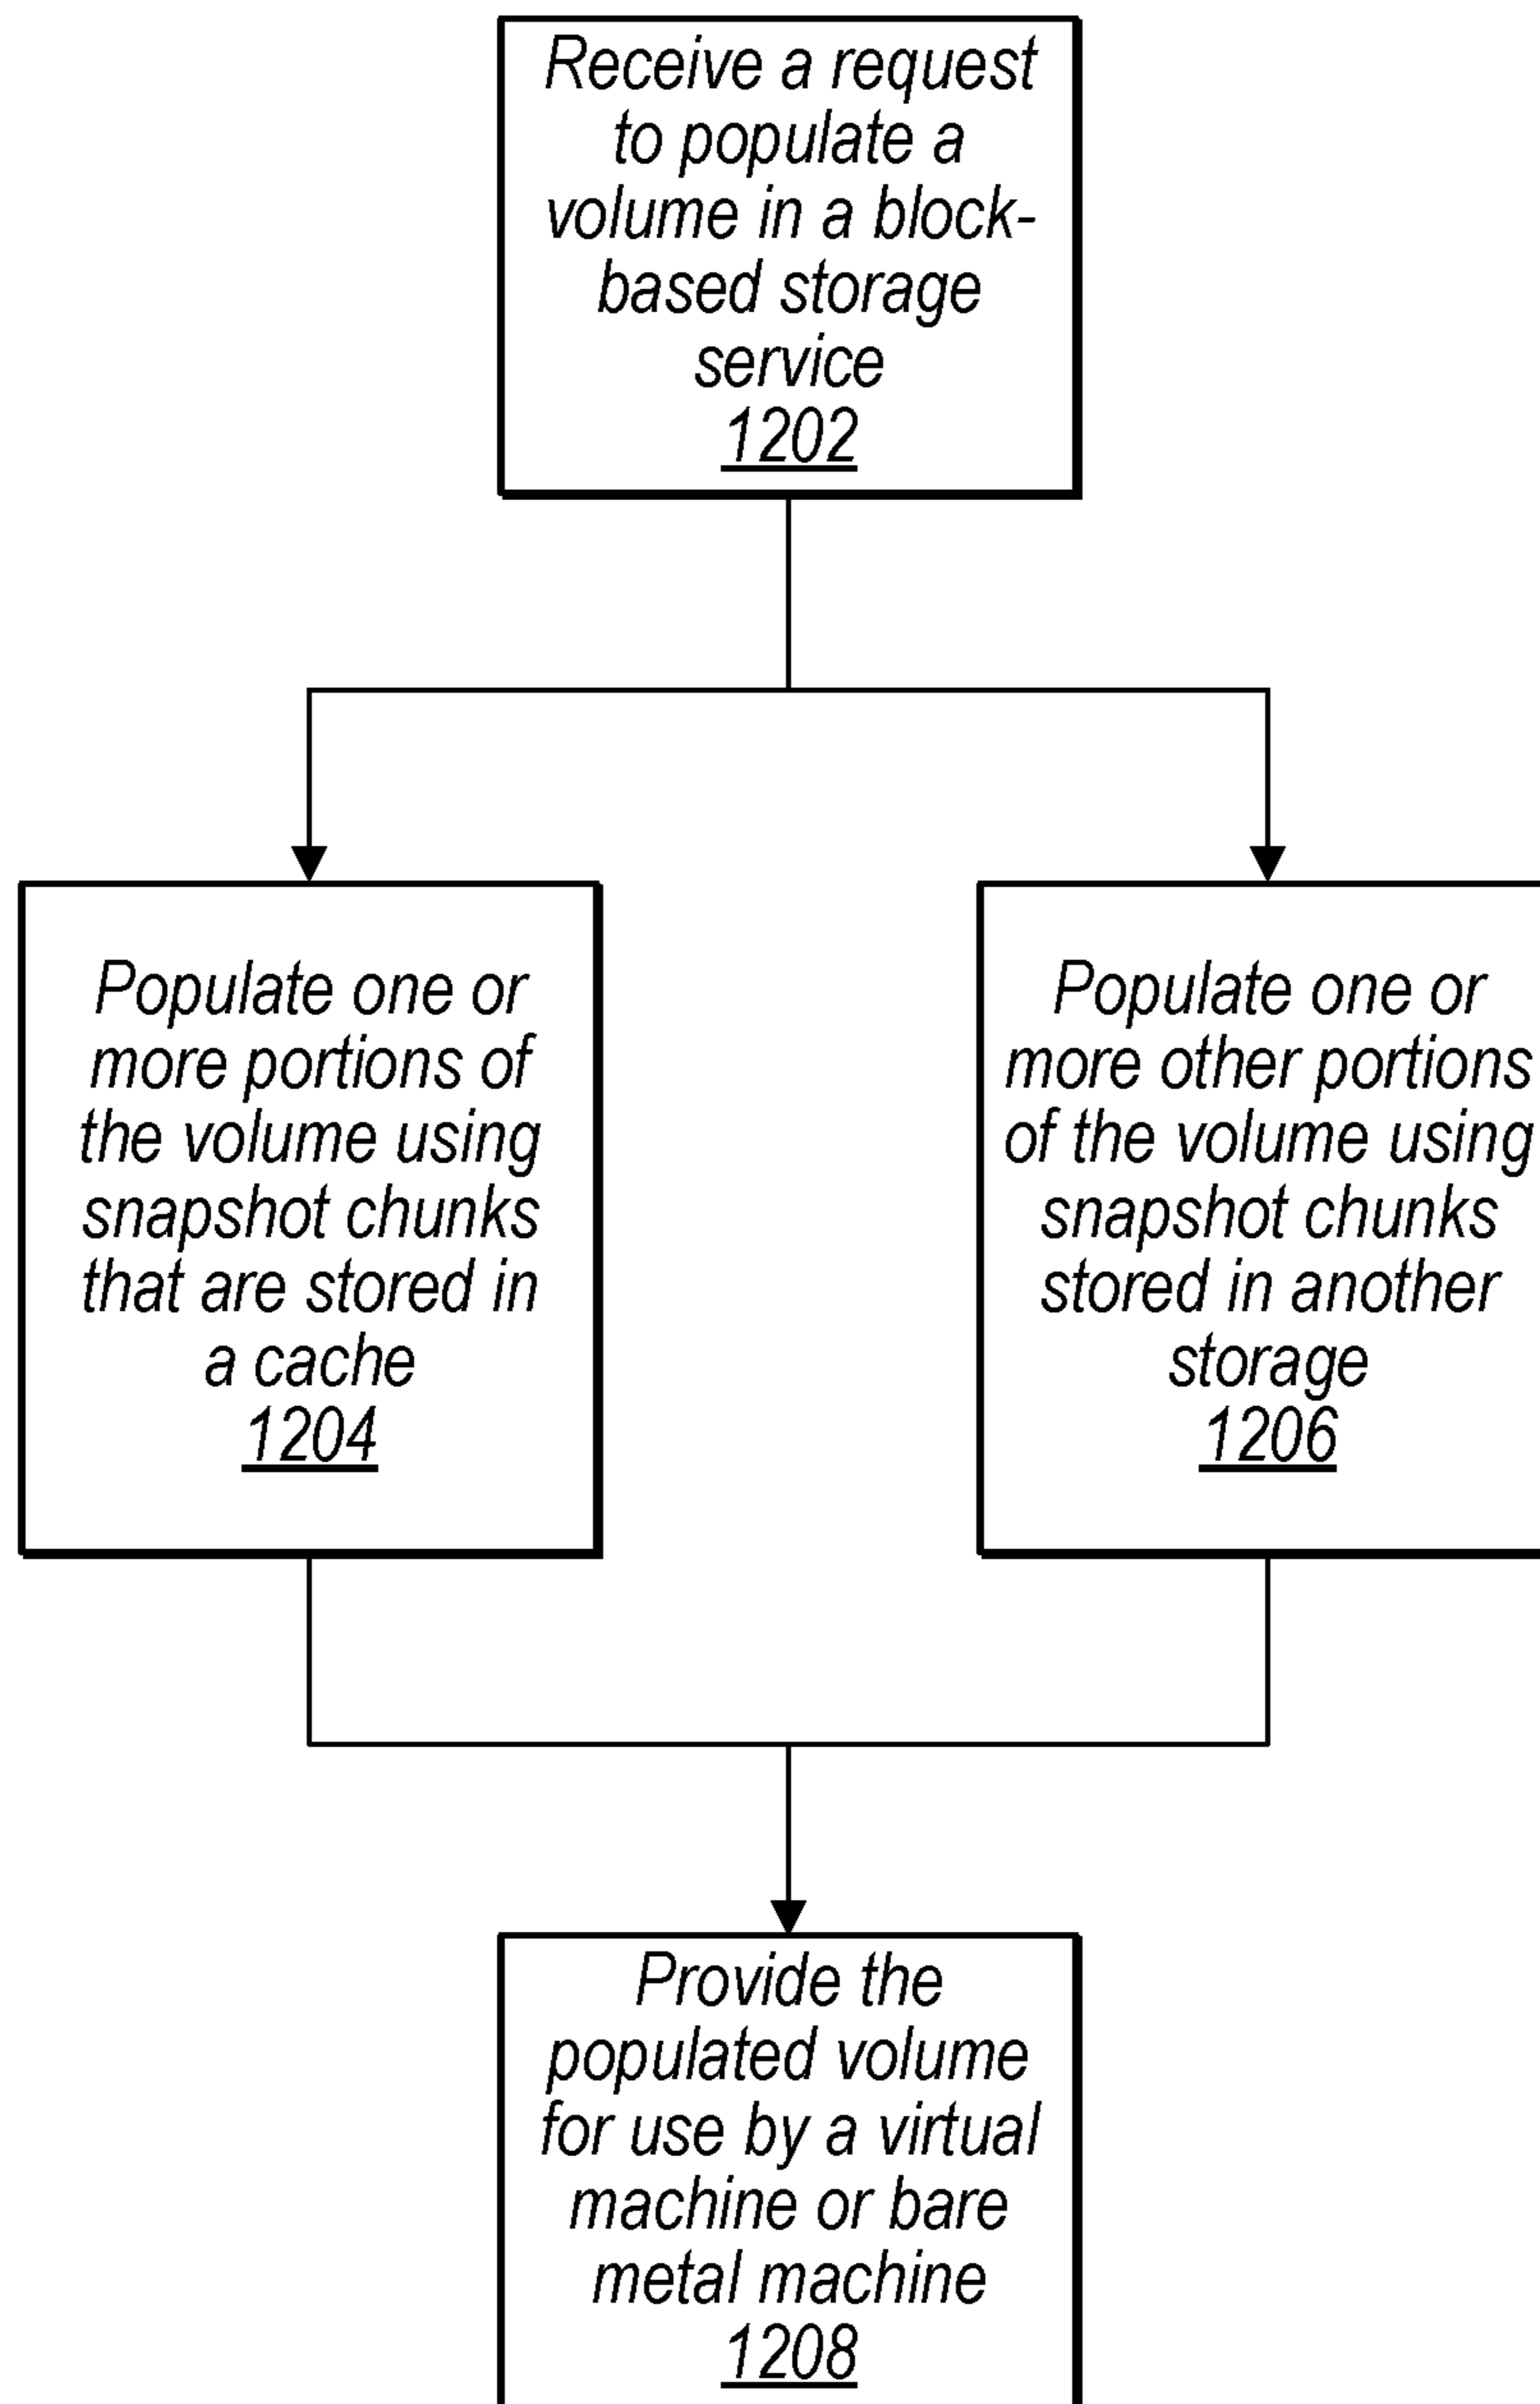 Receive a request
to populate a
volume in a block-
based storage
service
1202
Populate one or
more portions of
the volume using
snapshot chunks
that are stored in
a cache
1204
Populate one or
more other portions
of the volume using
snapshot chunks
stored in another
storage
1206
Provide the
populated volume
for use by a virtual
machine or bare
metal machine
1208